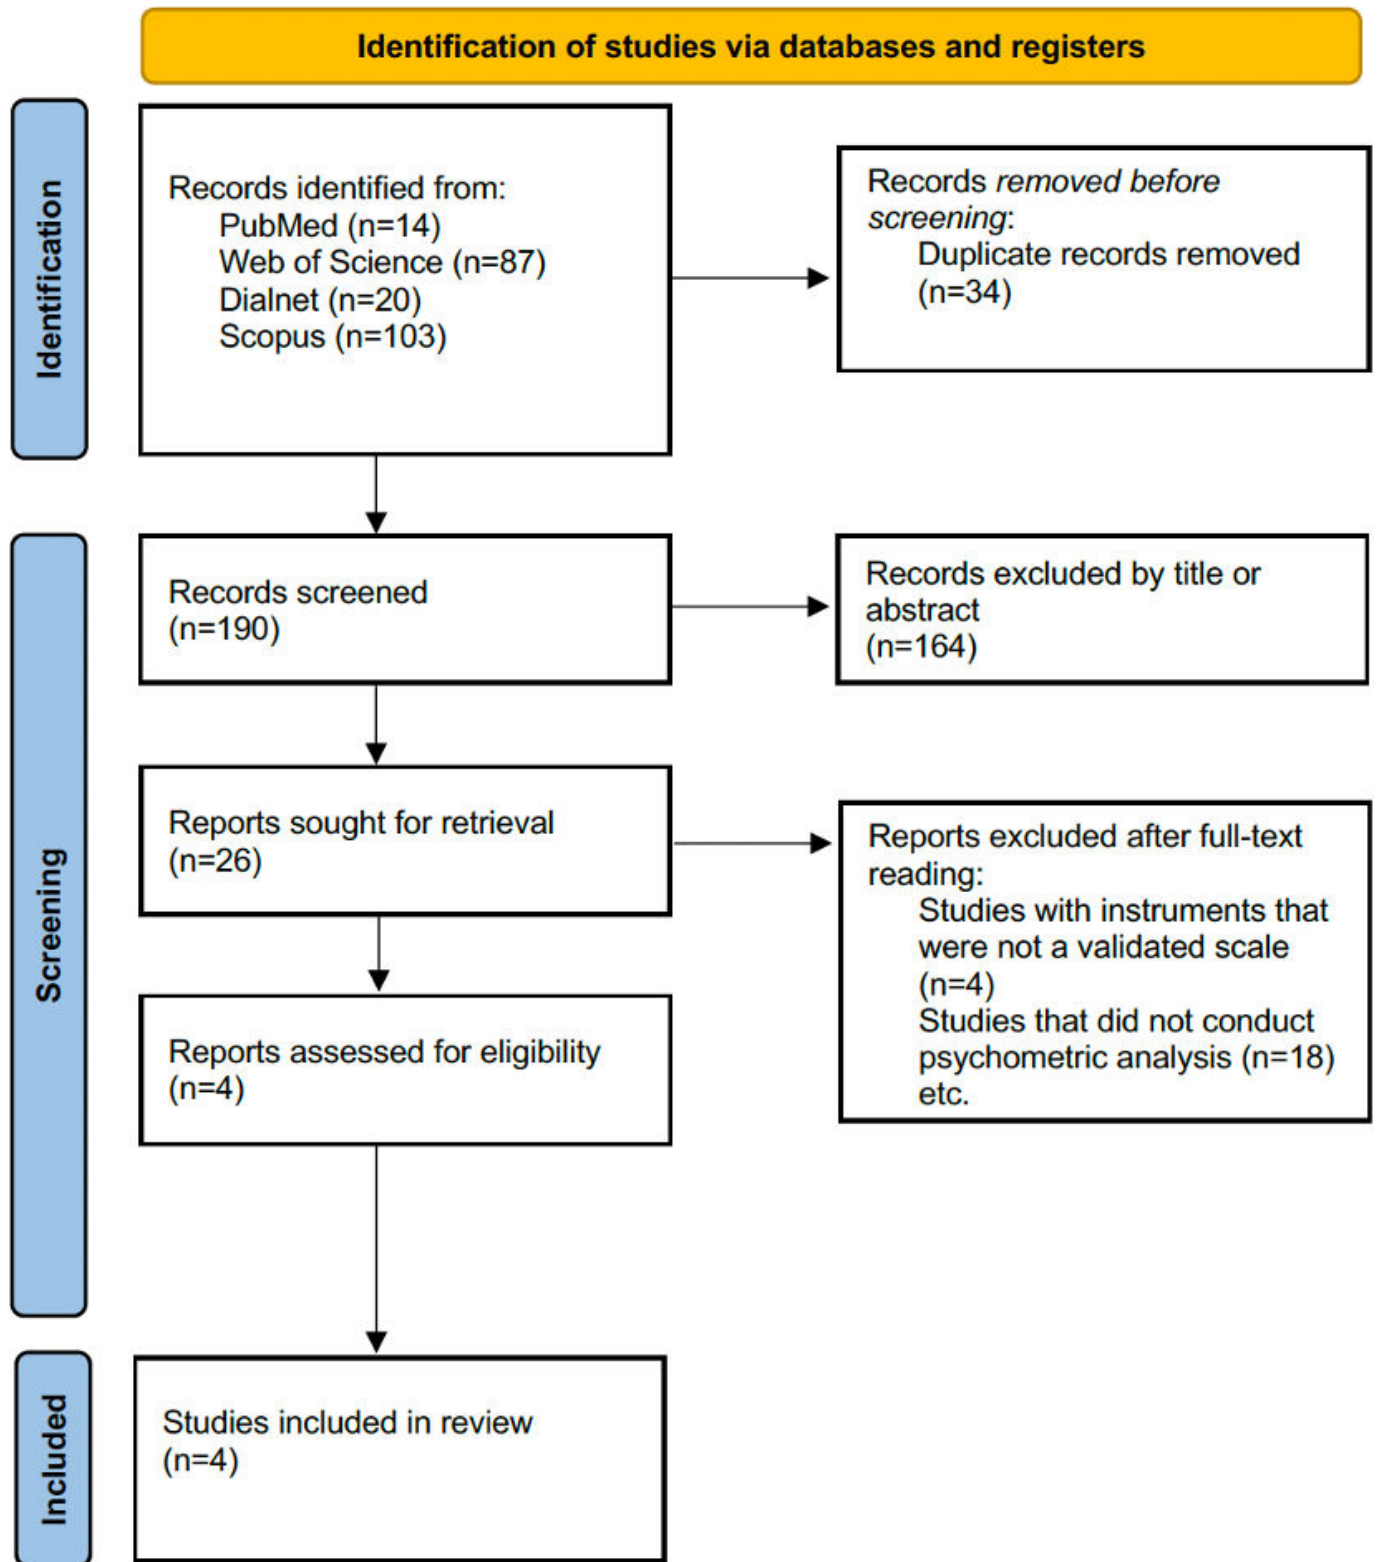 Identification of studies via databases and registers
Identification
Records identified from:
PubMed (n=14)
Web of Science (n=87)
Dialnet (n=20)
Scopus (n=103)
Records removed before
screening:
Duplicate records removed
(n=34)
Screening
Records screened
(n=190)
Records excluded by title or
abstract
(n=164)
Reports sought for retrieval
(n=26)
Reports excluded after full-text
reading:
Studies with instruments that
were not a validated scale
(n=4)
Studies that did not conduct
psychometric analysis (n=18)
etc.
Reports assessed for eligibility
(n=4)
Included
Studies included in review
(n=4)